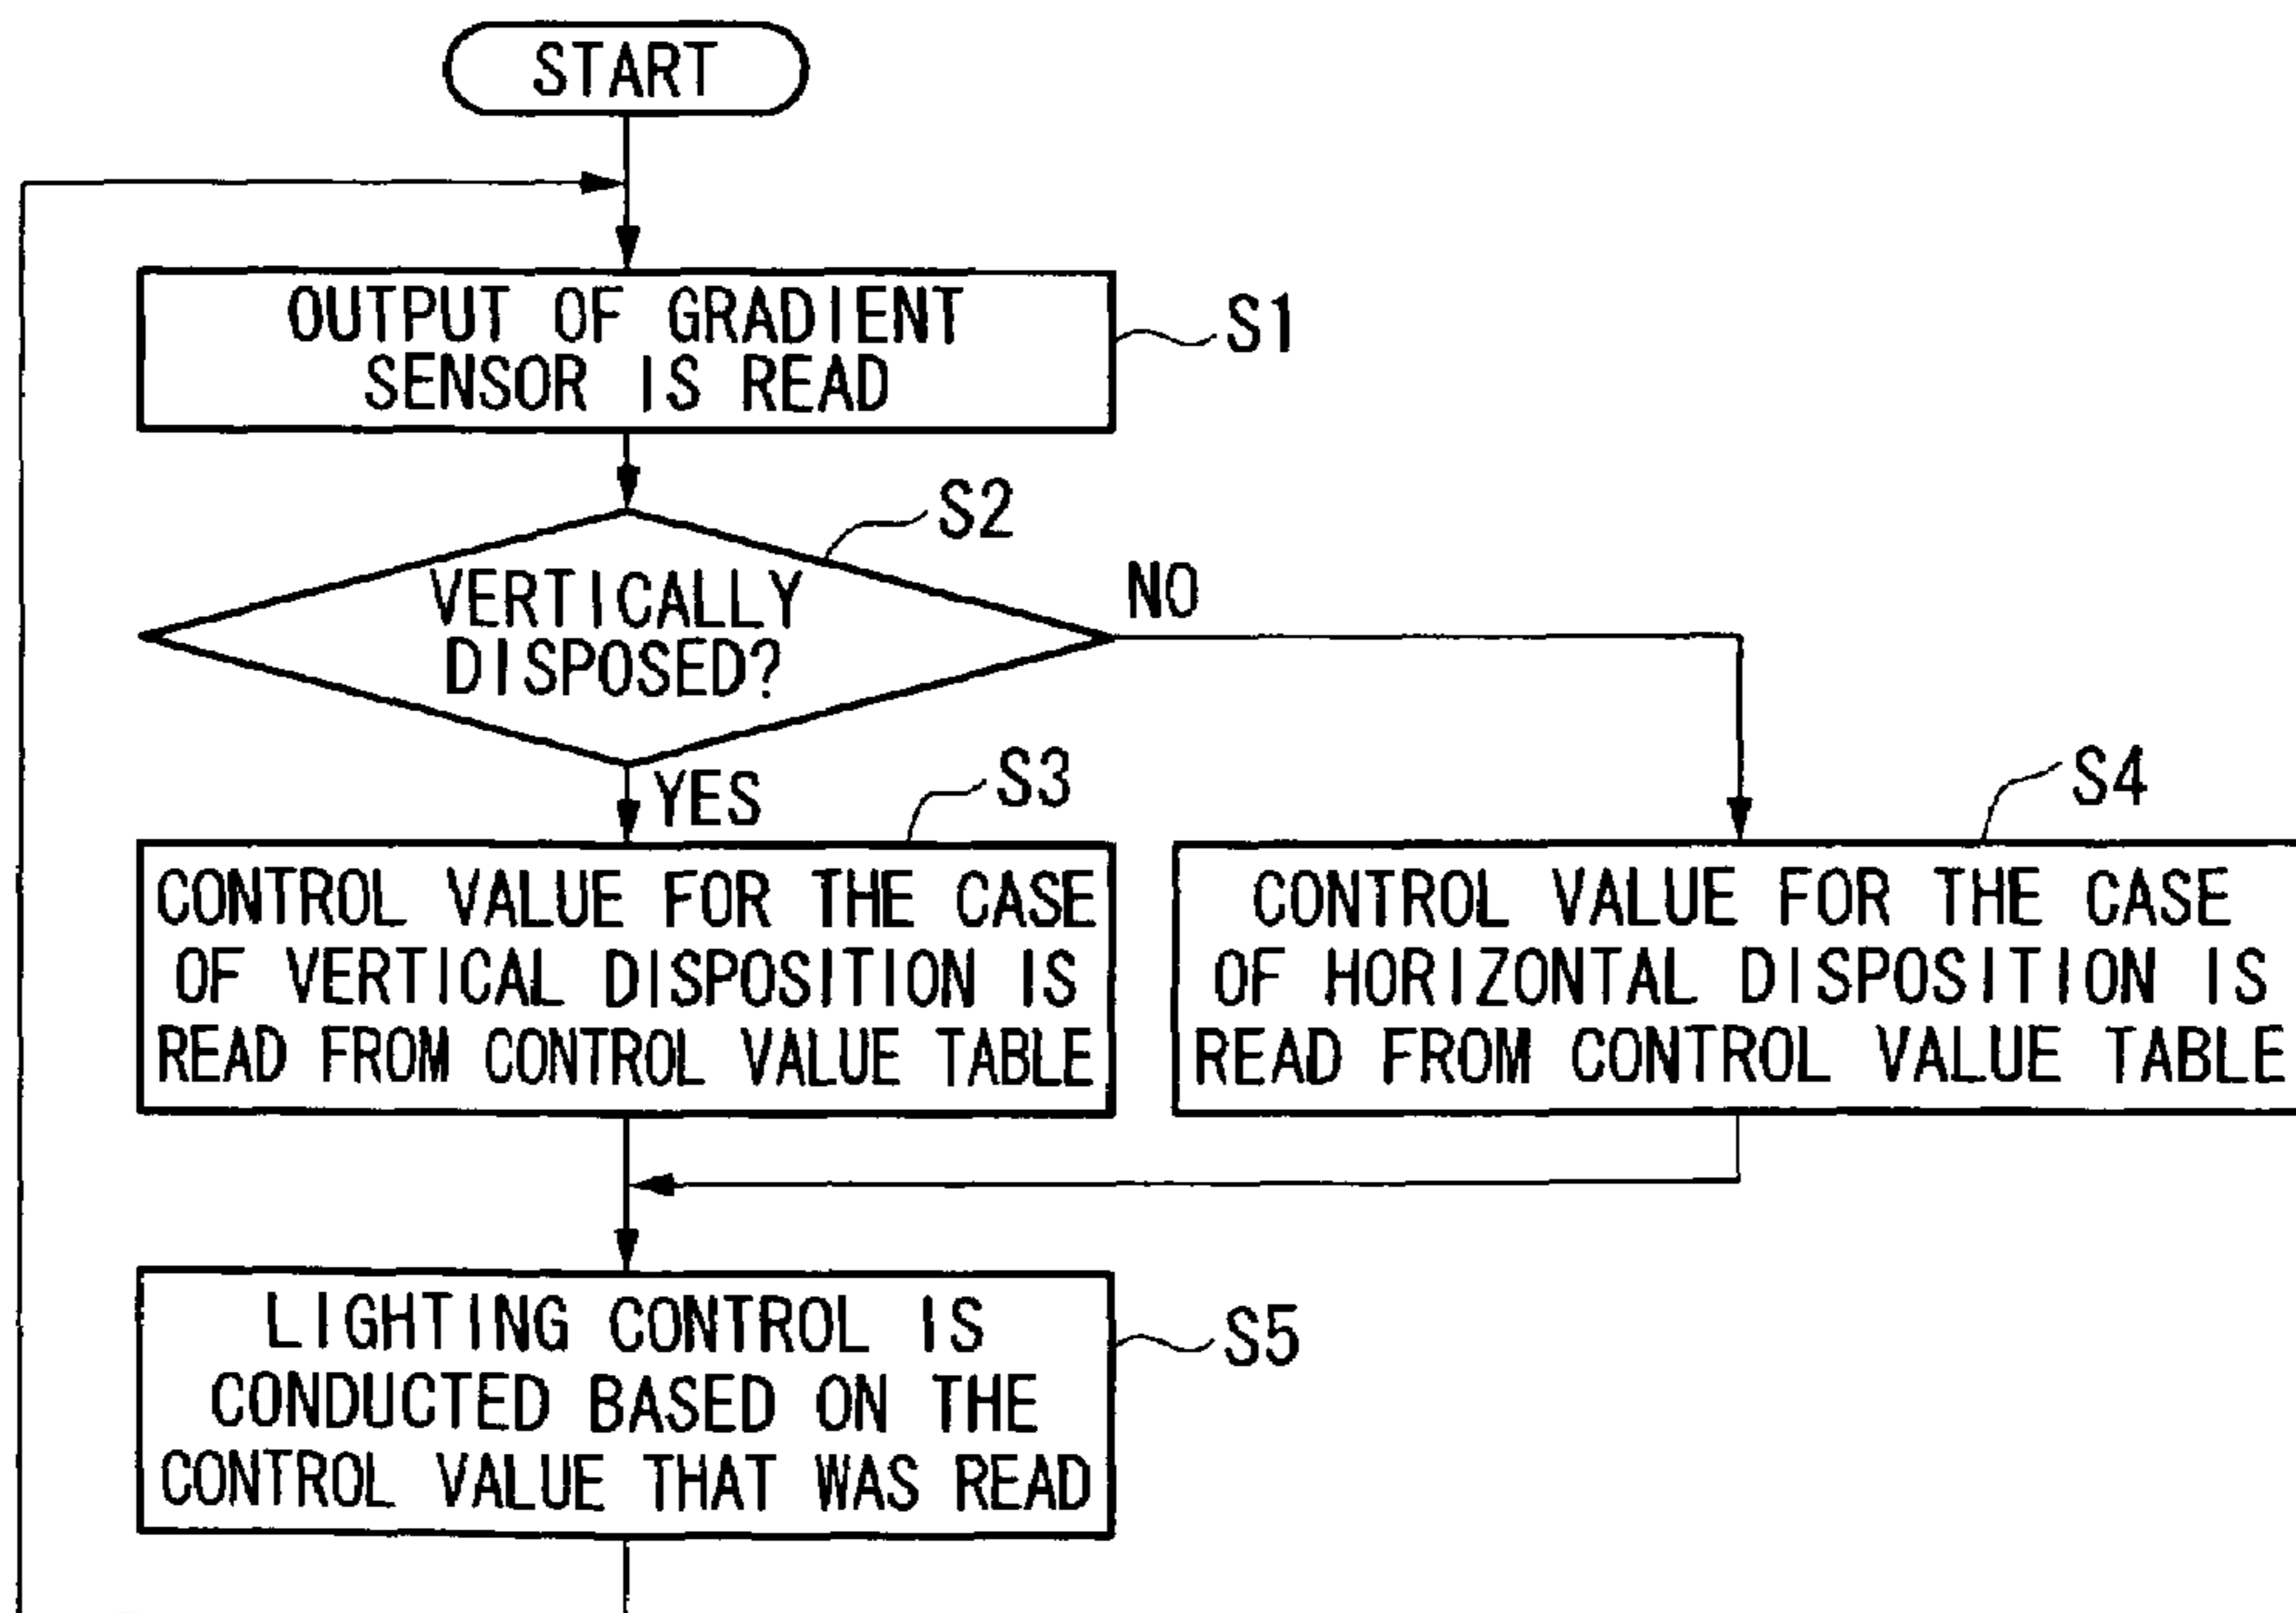 START
OUTPUT OF GRADIENT
SENSOR IS READ
S1
S2
VERTICALLY
DISPOSED?
NO
YES
S3
CONTROL VALUE FOR THE CASE
OF VERTICAL DISPOSITION IS
READ FROM CONTROL VALUE TABLE
S4
CONTROL VALUE FOR THE CASE
OF HORIZONTAL DISPOSITION IS
READ FROM CONTROL VALUE TABLE
LIGHTING CONTROL IS
CONDUCTED BASED ON THE
CONTROL VALUE THAT WAS READ
S5